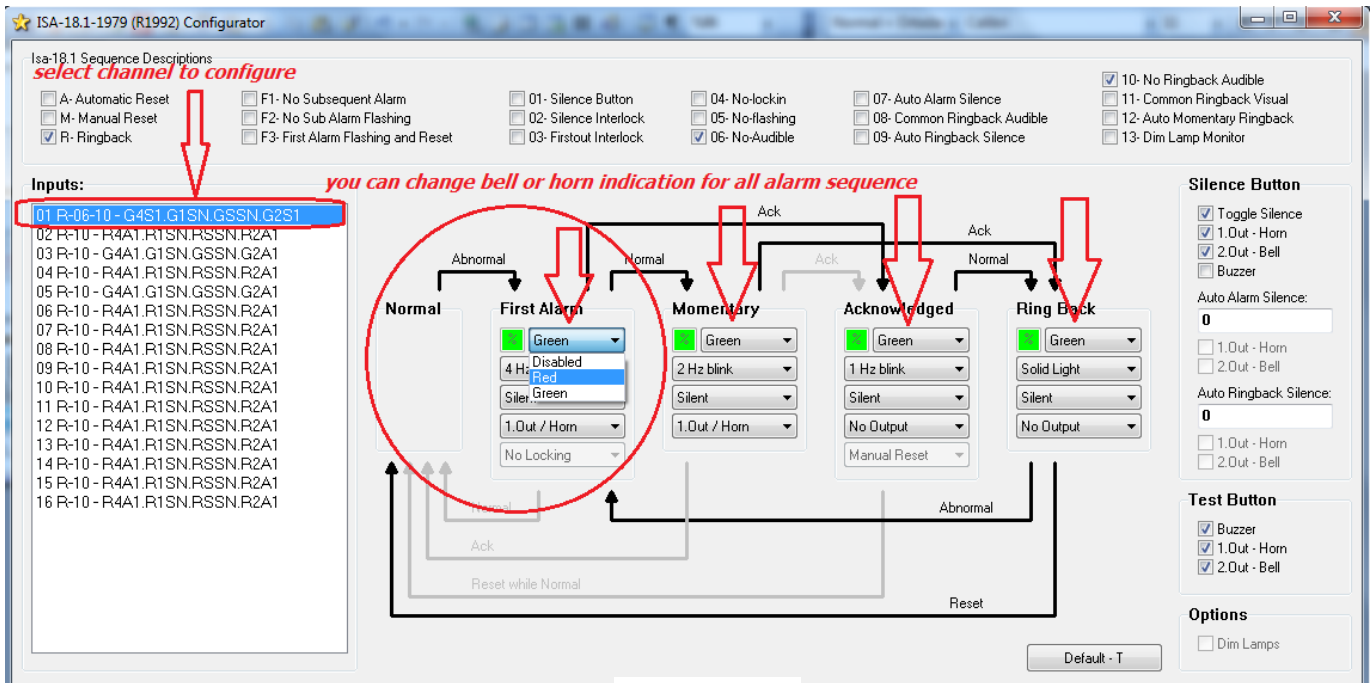 ISA-18.1-1979 (R1992) Configurator
Isa-18.1 Sequence Descriptions
select channel to configure
A- Automatic Reset
M- Manual Reset
R- Ringback
F1- No Subsequent Alarm
F2- No Sub Alarm Flashing
F3- First Alarm Flashing and Reset
01- Silence Button
02- Silence Interlock
03- Firstout Interlock
04- No-lockin
05- No-flashing
06- No-Audible
07- Auto Alarm Silence
08- Common Ringback Audible
09- Auto Ringback Silence
10- No Ringback Audible
11- Common Ringback Visual
12- Auto Momentary Ringback
13- Dim Lamp Monitor
Inputs:
you can change bell or horn indication for all alarm sequence
01 R-06-10 - G4S1.G1SN.GSSN.G2S1
02 R-10 - R4A1.R1SN.RSSN.R2A1
03 R-10 - G4A1.G1SN.GSSN.G2A1
04 R-10 - R4A1.R1SN.RSSN.R2A1
05 R-10 - G4A1.G1SN.GSSN.G2A1
06 R-10 - R4A1.R1SN.RSSN.R2A1
07 R-10 - R4A1.R1SN.RSSN.R2A1
08 R-10 - R4A1.R1SN.RSSN.R2A1
09 R-10 - R4A1.R1SN.RSSN.R2A1
10 R-10 - R4A1.R1SN.RSSN.R2A1
11 R-10 - R4A1.R1SN.RSSN.R2A1
12 R-10 - R4A1.R1SN.RSSN.R2A1
13 R-10 - R4A1.R1SN.RSSN.R2A1
14 R-10 - R4A1.R1SN.RSSN.R2A1
15 R-10 - R4A1.R1SN.RSSN.R2A1
16 R-10 - R4A1.R1SN.RSSN.R2A1
Ack
Ack
Abnormal
Normal
Ack
Normal
Normal
First Alarm
% Green
Disabled
Red
Green
4 Hz
Silent
1.Out / Horn
No Locking
Momentary
% Green
2 Hz blink
Silent
1.Out / Horn
Acknowledged
% Green
1 Hz blink
Silent
No Output
Manual Reset
Ring Back
% Green
Solid Light
Silent
No Output
Normal
Abnormal
Ack
Reset while Normal
Reset
Default - T
Silence Button
Toggle Silence
1.Out - Horn
2.Out - Bell
Buzzer
Auto Alarm Silence:
0
1.Out - Horn
2.Out - Bell
Auto Ringback Silence:
0
1.Out - Horn
2.Out - Bell
Test Button
Buzzer
1.Out - Horn
2.Out - Bell
Options
Dim Lamps